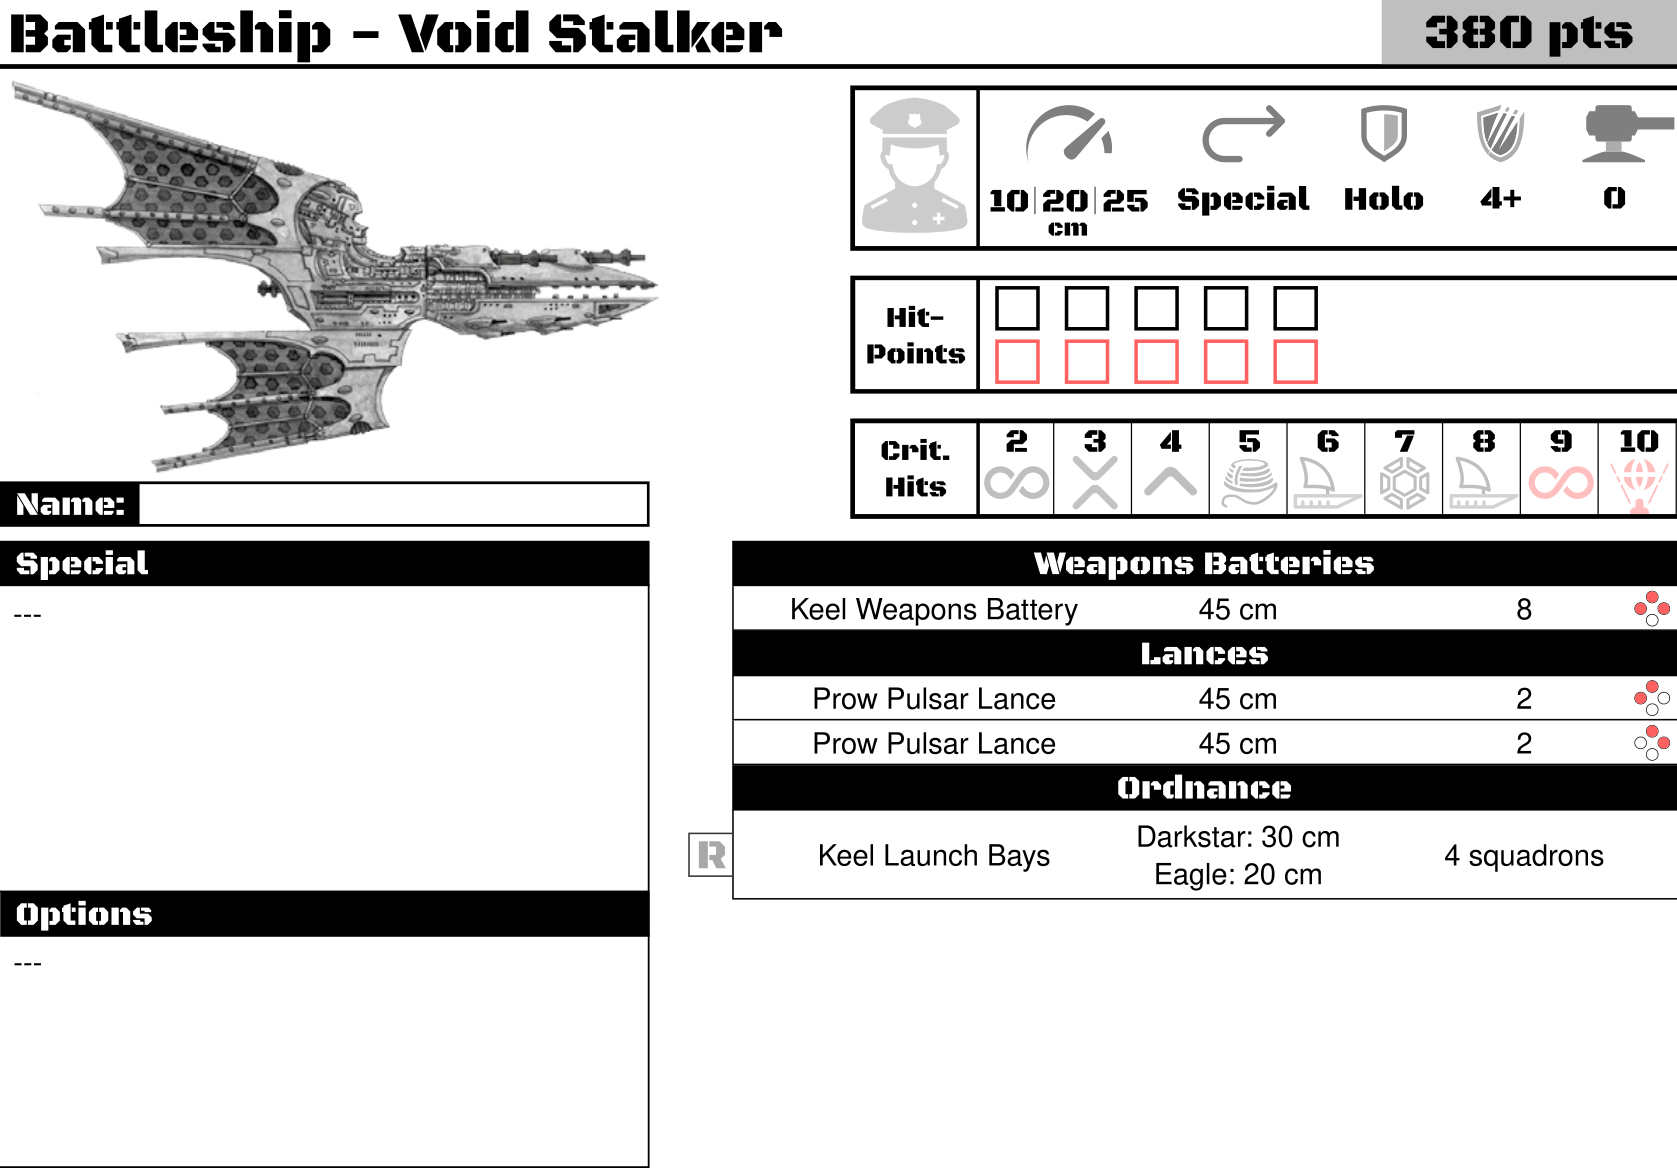 Battleship – Void Stalker
380 pts
10 | 20 | 25
cm
Special
Holo
4+
0
Hit-
Points
Crit.
Hits
2 3 4 5 6 7 8 9 10
Name:
Special
---
Options
---
Weapons Batteries
Keel Weapons Battery 45 cm 8
Lances
Prow Pulsar Lance 45 cm 2
Prow Pulsar Lance 45 cm 2
Ordnance
R
Keel Launch Bays
Darkstar: 30 cm
Eagle: 20 cm
4 squadrons